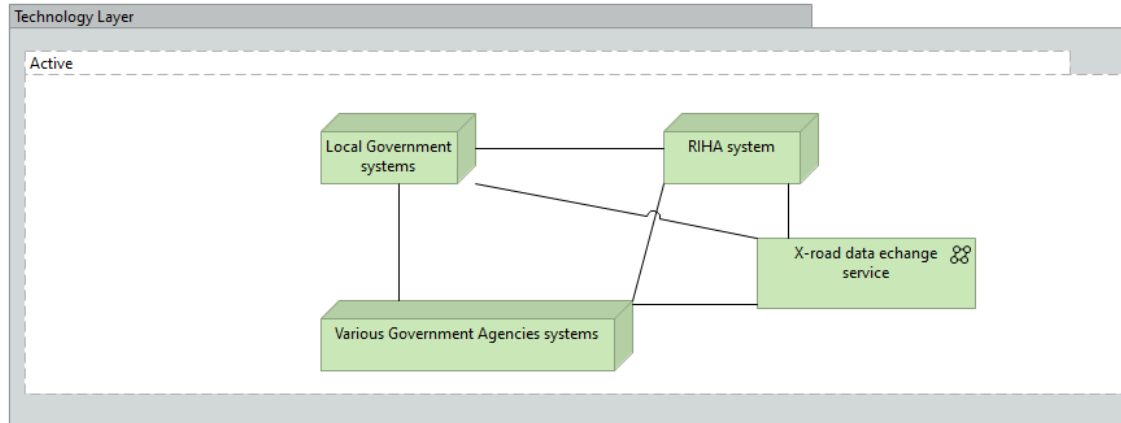 Technology Layer
Active
Local Government
systems
RIHA system
X-road data echange
service
Various Government Agencies systems